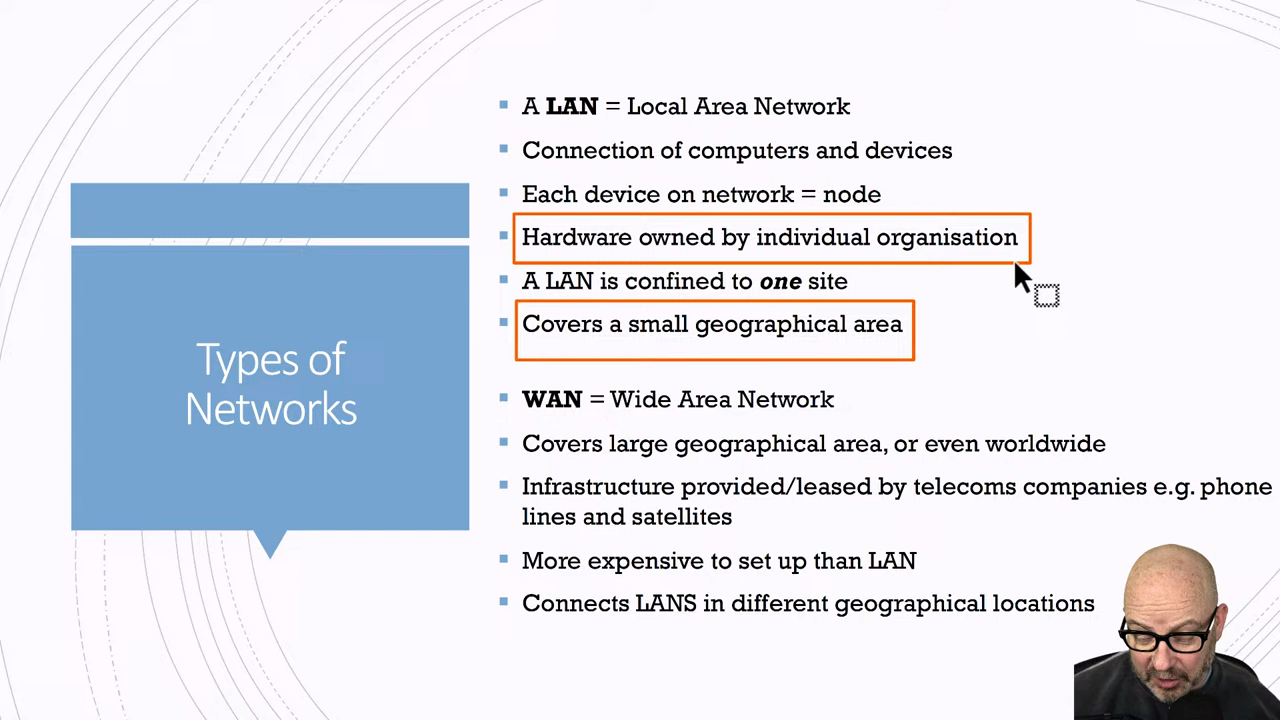 Types of
Networks
A LAN = Local Area Network
Connection of computers and devices
Each device on network = node
Hardware owned by individual organisation
A LAN is confined to one site
Covers a small geographical area
WAN = Wide Area Network
Covers large geographical area, or even worldwide
Infrastructure provided/leased by telecoms companies e.g. phone
lines and satellites
More expensive to set up than LAN
Connects LANS in different geographical locations